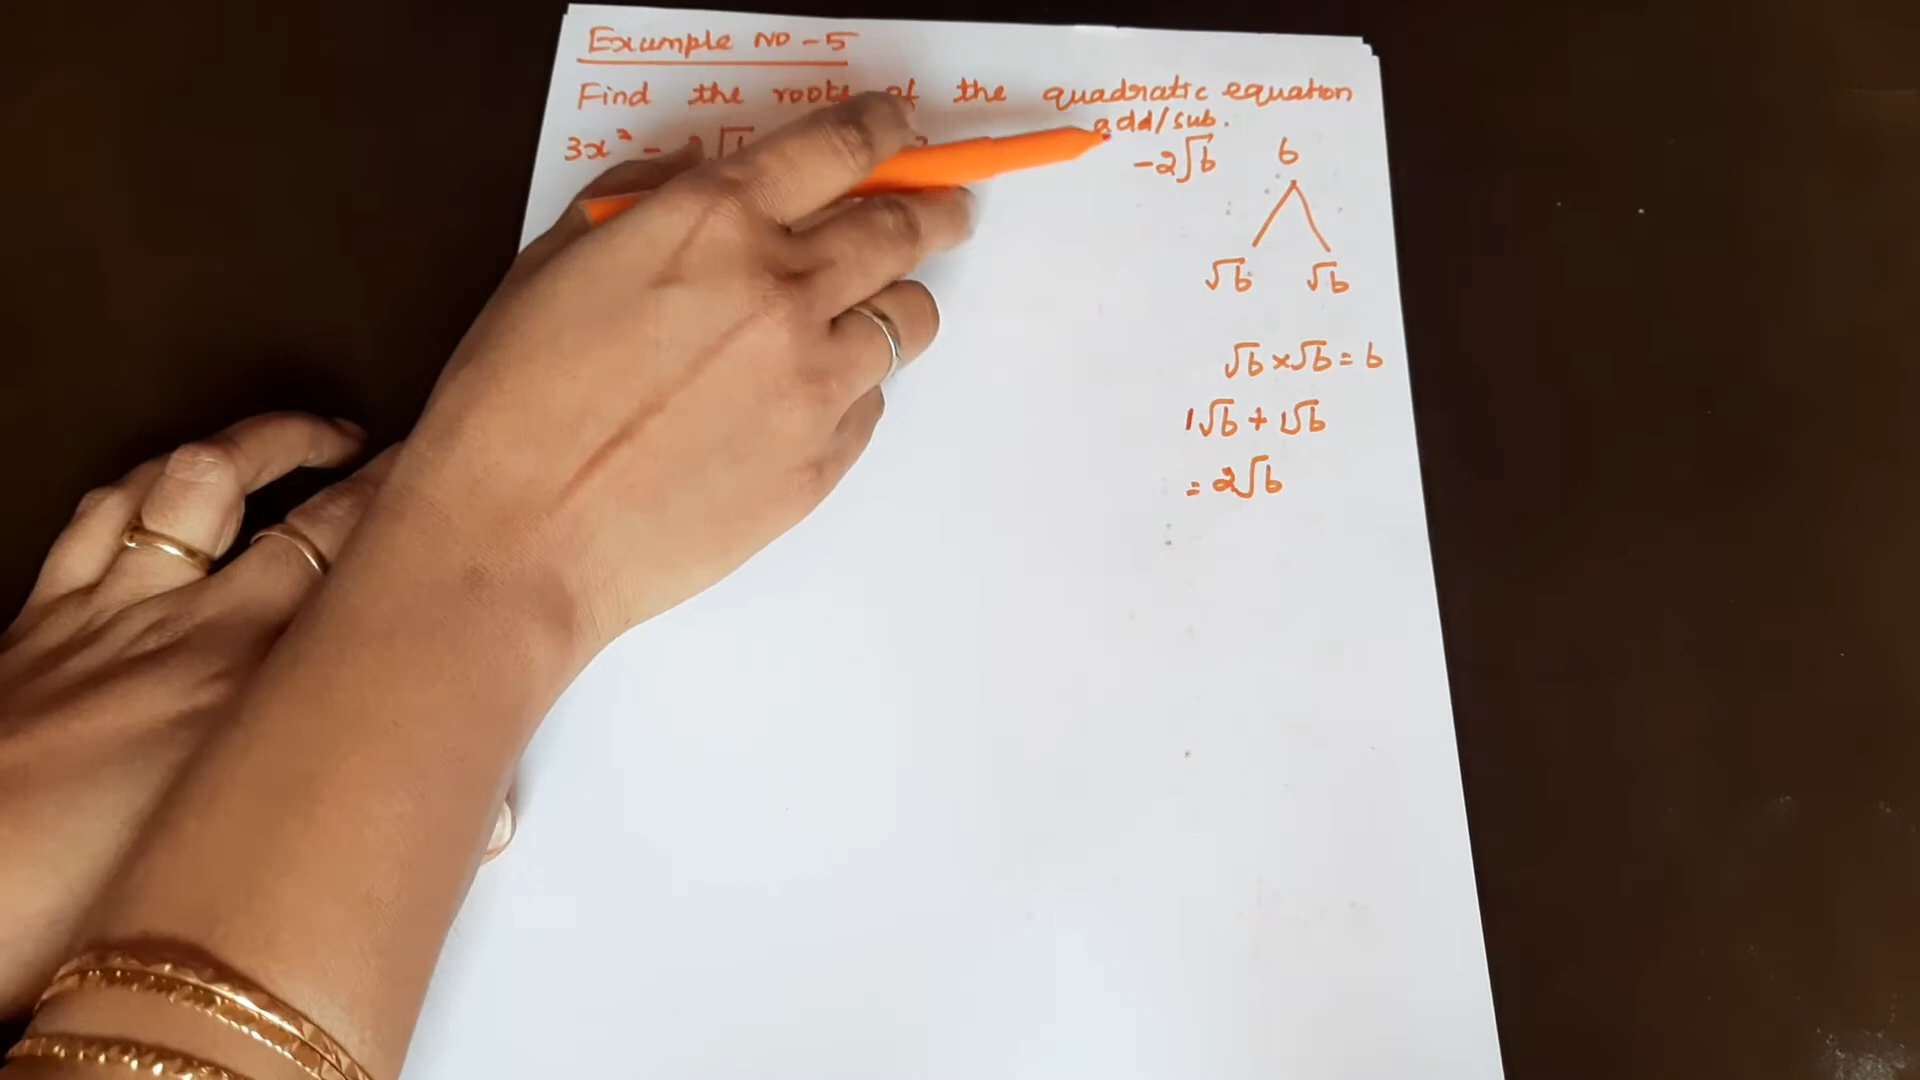 Example NO - 5
Find the roots of the quadratic equation
add/sub.
3x² - 2√
-2√6 6
√6 √6
√6 × √6 = 6
1√6 + 1√6
= 2√6